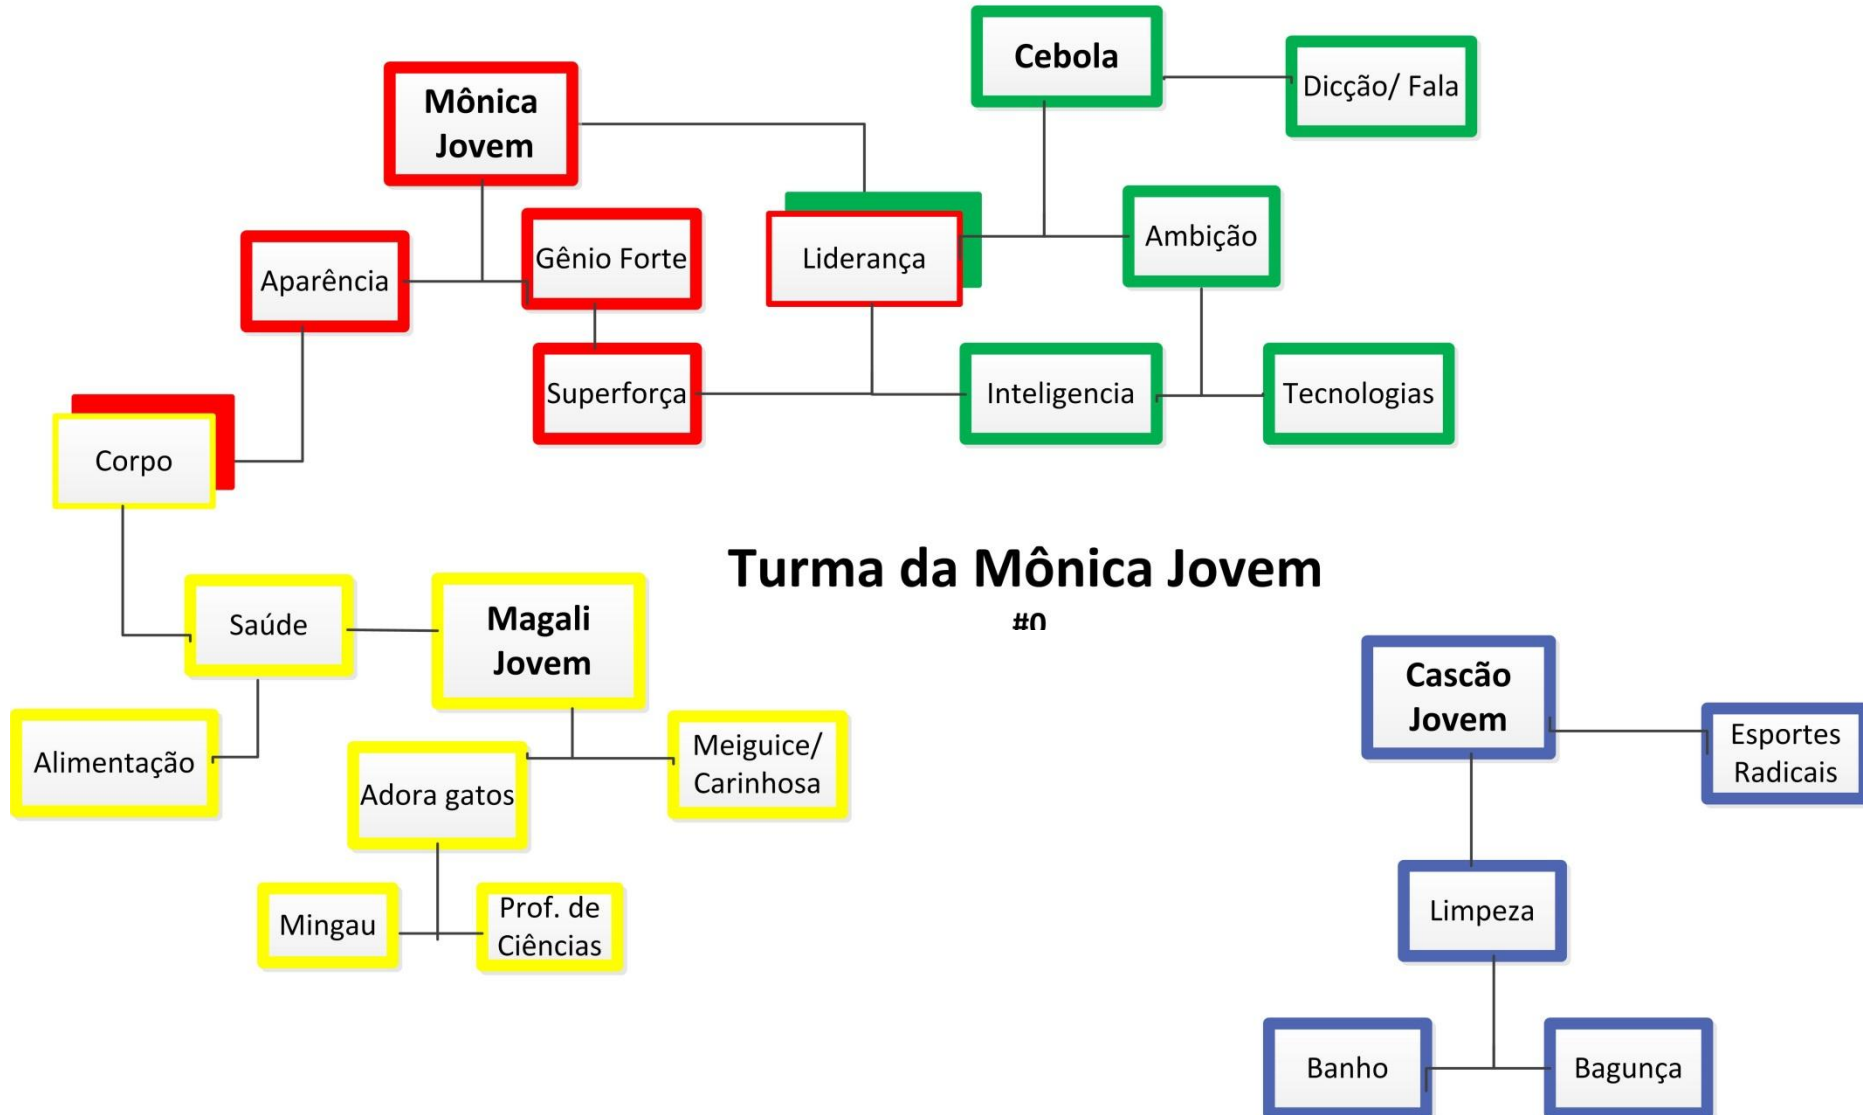 Cebola
Dicção/ Fala
Mônica
Jovem
Gênio Forte
Ambição
Liderança
Aparência
Superforça
Inteligencia
Tecnologias
Corpo
Turma da Mônica Jovem
#0
Saúde
Magali
Jovem
Cascão
Jovem
Alimentação
Meiguice/
Carinhosa
Esportes
Radicais
Adora gatos
Mingau
Prof. de
Ciências
Limpeza
Banho
Bagunça